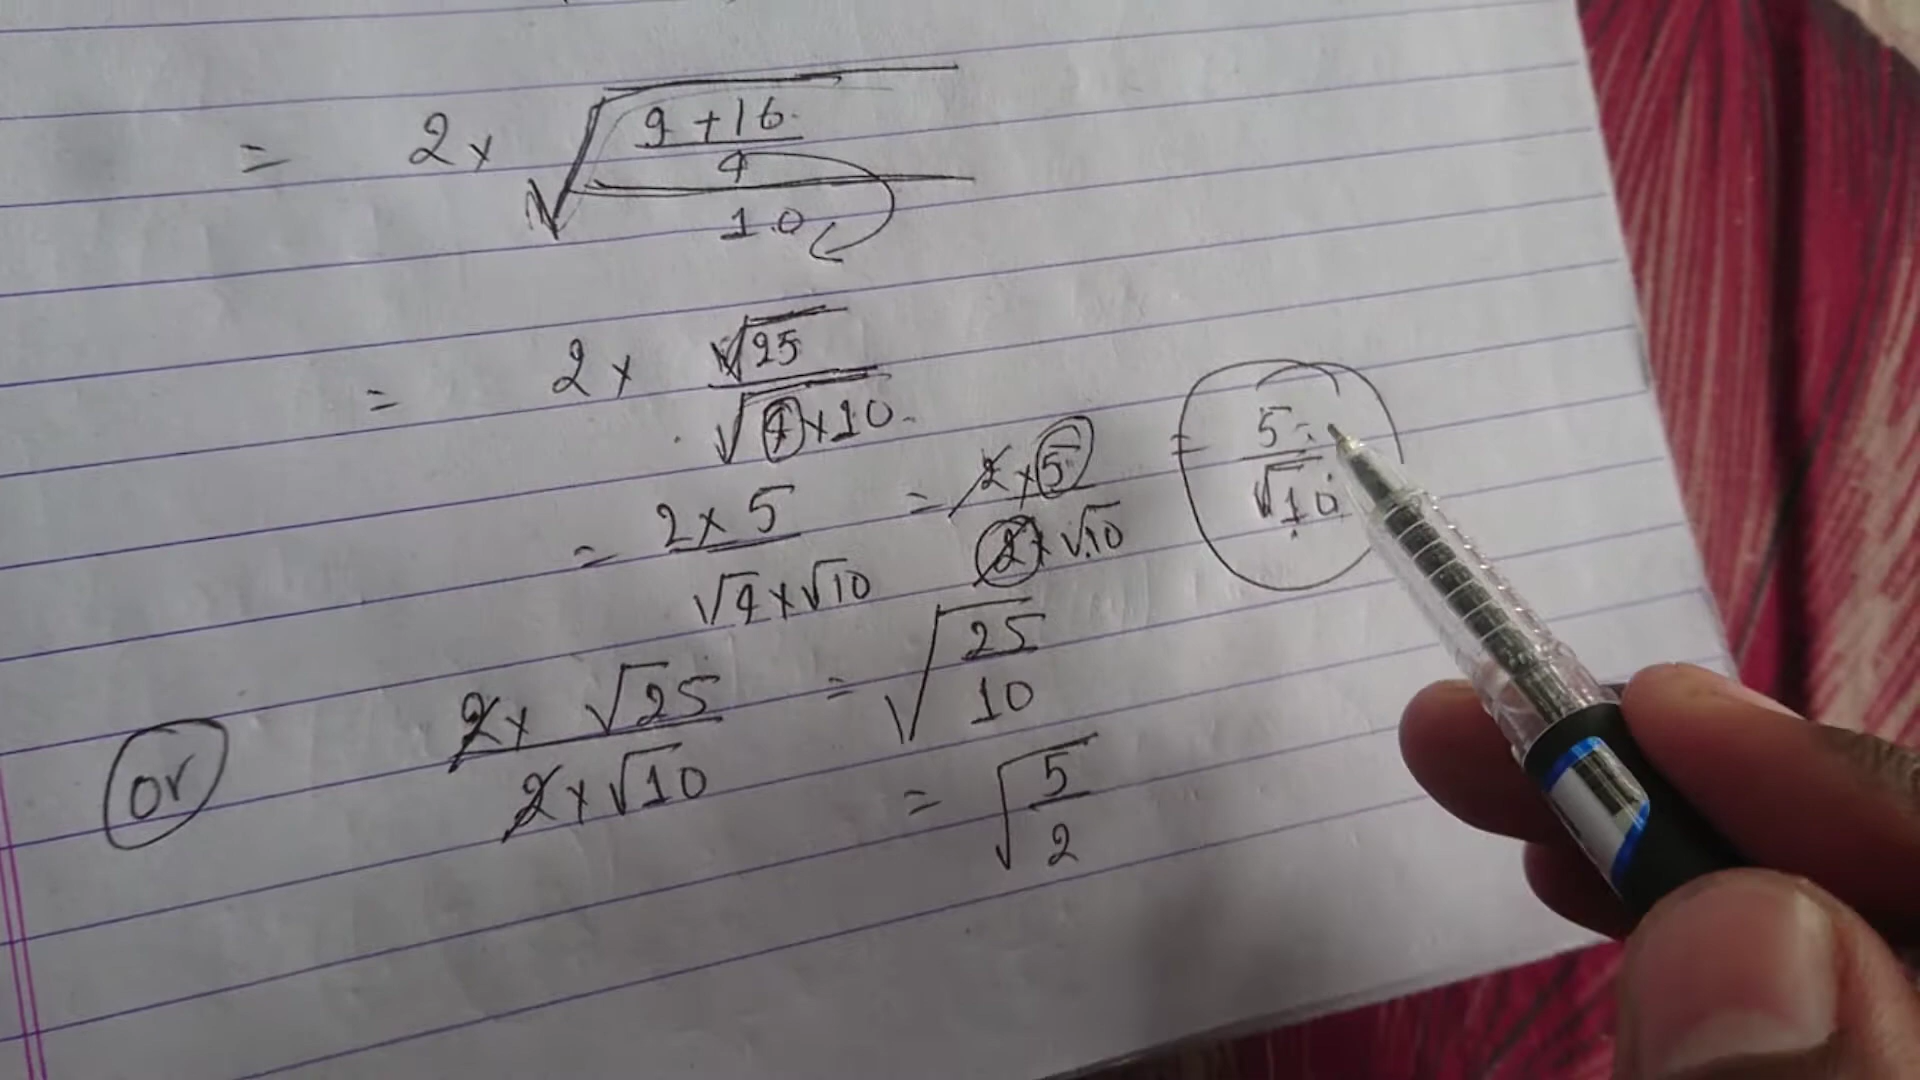 = 2 × √(((9 + 16)/4)/10)
= 2 × √25/√(4 × 10)
= (2 × 5)/(√4 × √10) = (2 × 5)/(2 × √10) = 5/√10
or (2 × √25)/(2 × √10) = √(25/10)
= √(5/2)